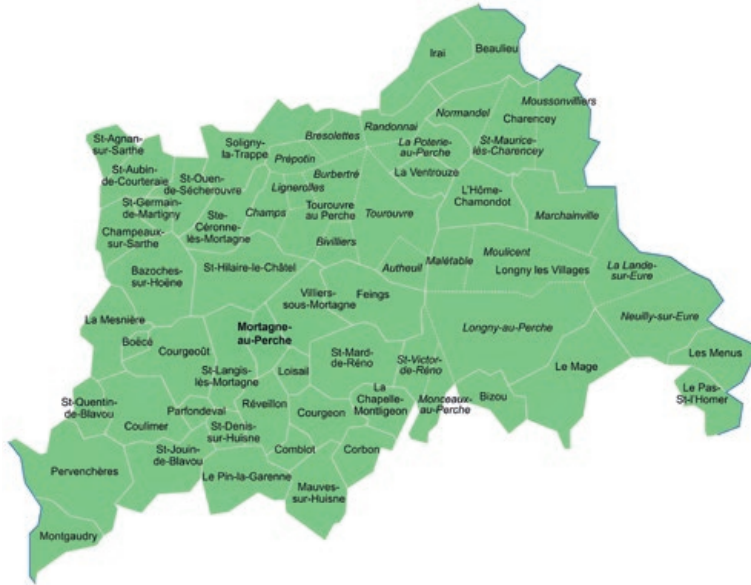 Irai
Beaulieu
Moussonvilliers
Normandel
Charencey
Randonnai
Bresolettes
St-Agnan-
sur-Sarthe
Soligny-
la-Trappe
La Poterie-
au-Perche
St-Maurice-
lés-Charencey
Prépotin
St-Aubin-
de-Courteraie
St-Ouen-
de-Sécherouvre
Burbertré
La Ventrouze
Lignerolles
L'Hôme-
Chamondot
St-Germain-
de-Martigny
Ste-
Céronne-
lès-Mortagne
Champs
Tourouvre
au Perche
Tourouvre
Marchainville
Champeaux-
sur-Sarthe
Bivilliers
Moulicent
Autheuil
Malétable
Bazoches-
sur-Hoëne
St-Hilaire-le-Châtel
Longny les Villages
La Lande-
sur-Eure
Villiers-
sous-Mortagne
Feings
La Mesnière
Mortagne-
au-Perche
Longny-au-Perche
Neuilly-sur-Eure
Boëcé
Courgeoût
St-Mard-
de-Réno
St-Victor-
de-Réno
Les Menus
St-Langis-
lès-Mortagne
Loisail
Le Mage
Le Pas-
St-l'Homer
St-Quentin-
de-Blavou
Parfondeval
Réveillon
Courgeon
La
Chapelle-
Montligeon
Monceaux-
au-Perche
Bizou
Coulimer
St-Denis-
sur-Huisne
St-Jouin-
de-Blavou
Comblot
Corbon
Pervenchères
Le Pin-la-Garenne
Mauves-
sur-Huisne
Montgaudry